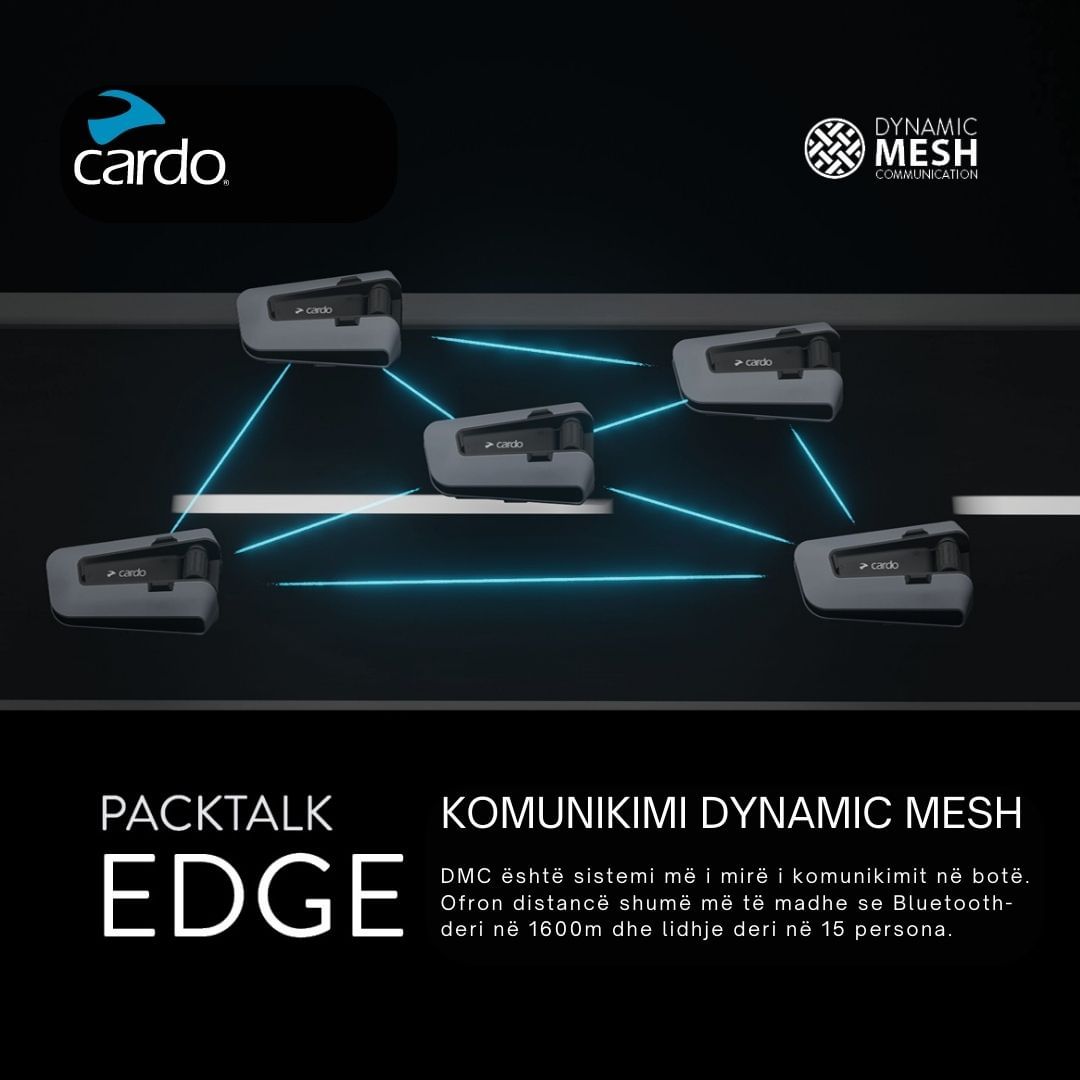 cardo
DYNAMIC
MESH
COMMUNICATION
cardo
cardo
cardo
cardo
cardo
PACKTALK
EDGE
KOMUNIKIMI DYNAMIC MESH
DMC është sistemi më i mirë i komunikimit në botë.
Ofron distancë shumë më të madhe se Bluetooth-
deri në 1600m dhe lidhje deri në 15 persona.